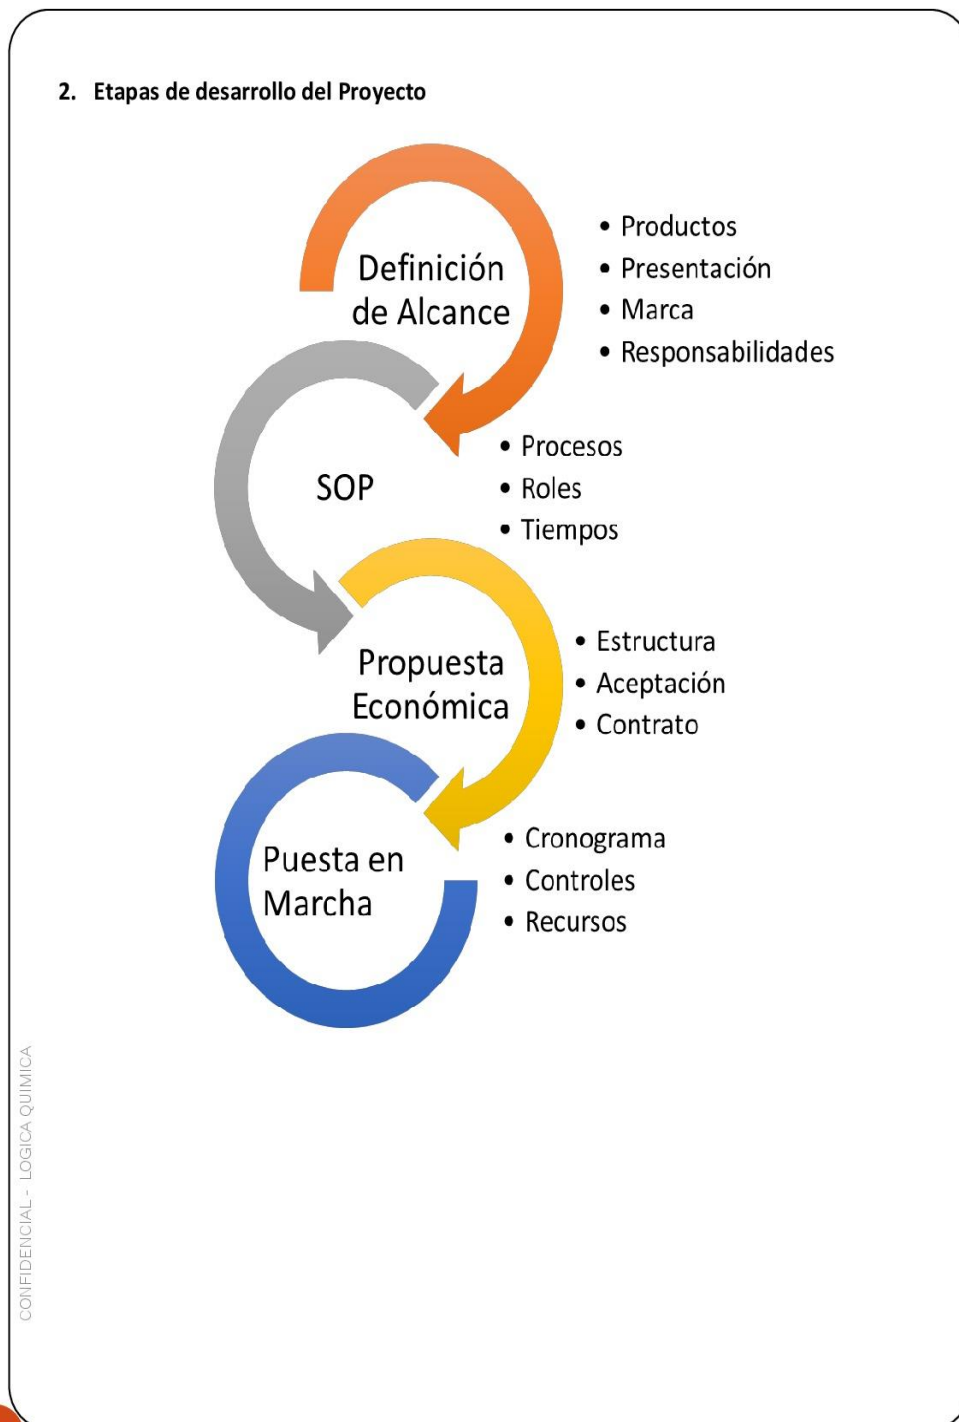 2. Etapas de desarrollo del Proyecto
Definición
de Alcance
• Productos
• Presentación
• Marca
• Responsabilidades
SOP
• Procesos
• Roles
• Tiempos
Propuesta
Económica
• Estructura
• Aceptación
• Contrato
Puesta en
Marcha
• Cronograma
• Controles
• Recursos
CONFIDENCIAL - LOGICA QUIMICA